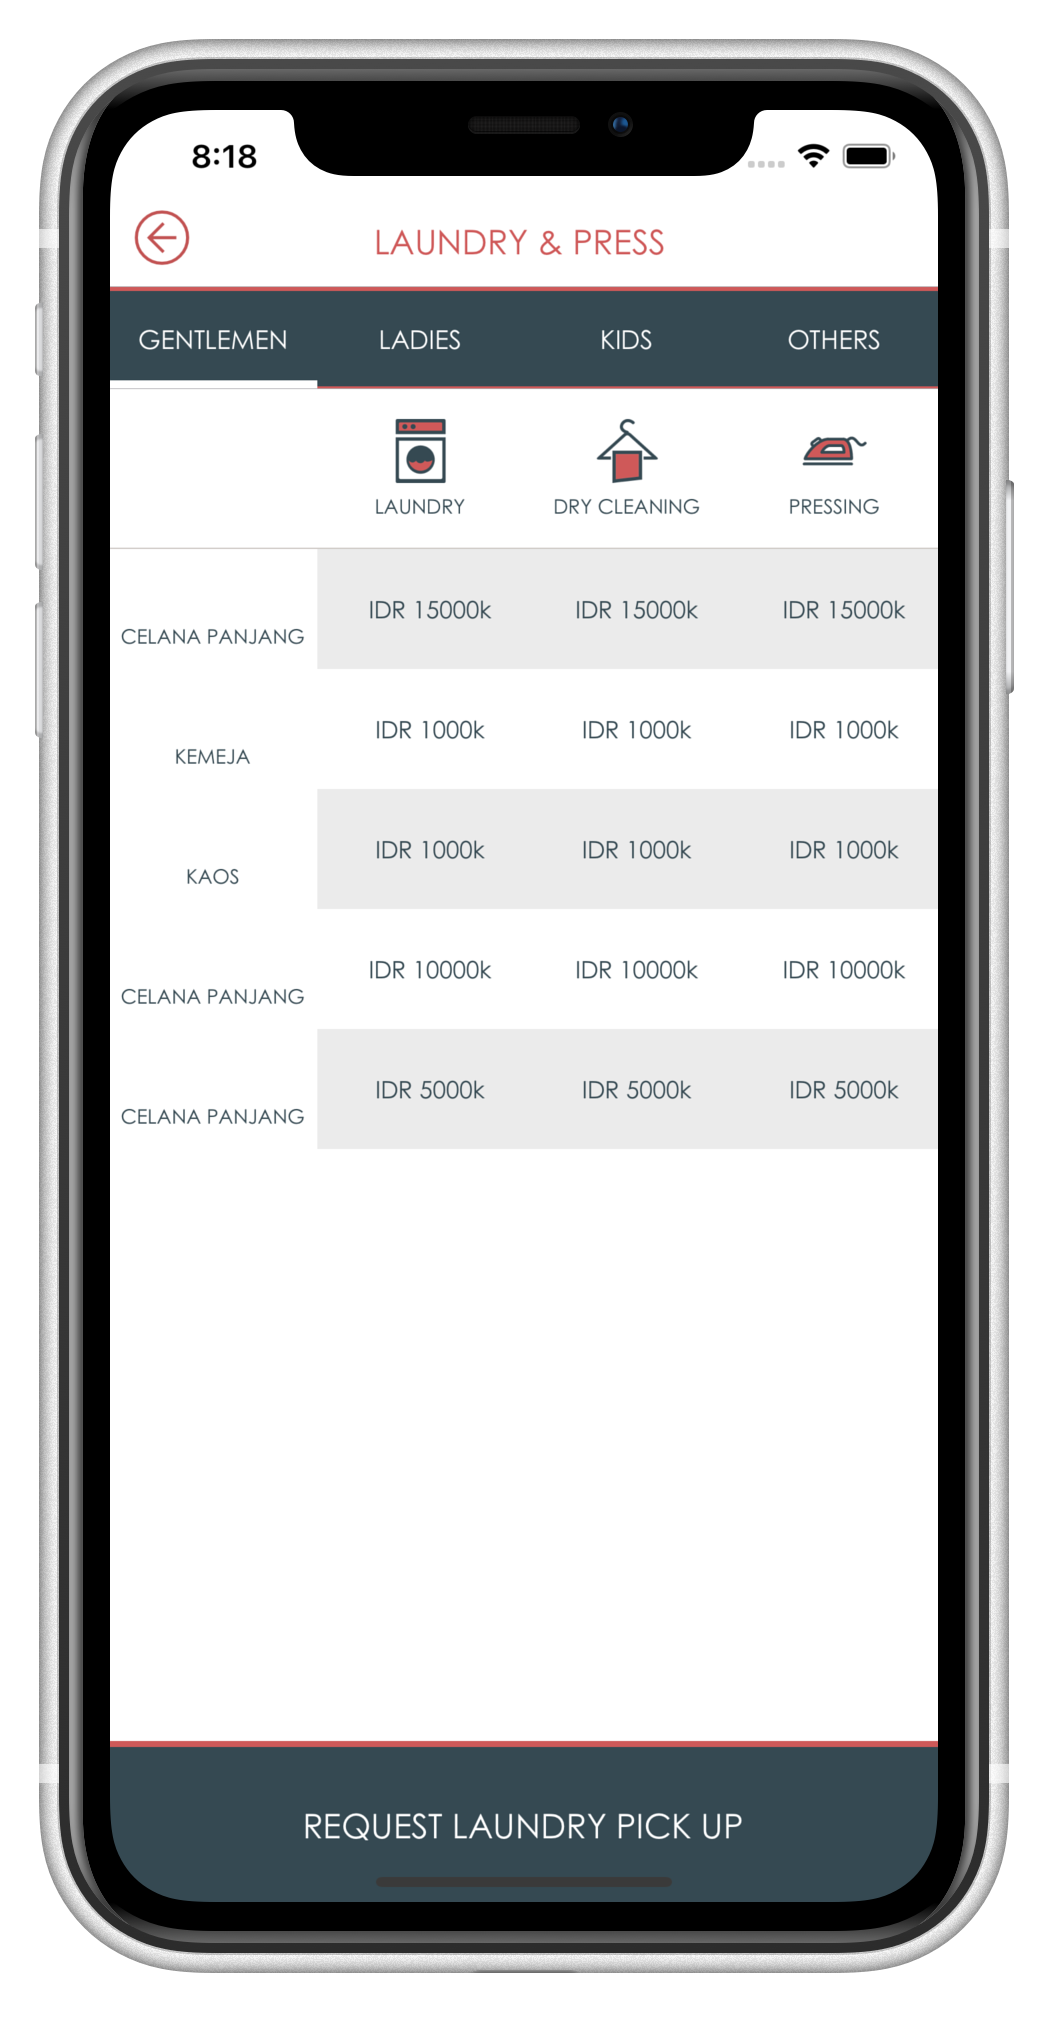 8:18
LAUNDRY & PRESS
GENTLEMEN LADIES KIDS OTHERS
LAUNDRY DRY CLEANING PRESSING
CELANA PANJANG IDR 15000k IDR 15000k IDR 15000k
KEMEJA IDR 1000k IDR 1000k IDR 1000k
KAOS IDR 1000k IDR 1000k IDR 1000k
CELANA PANJANG IDR 10000k IDR 10000k IDR 10000k
CELANA PANJANG IDR 5000k IDR 5000k IDR 5000k
REQUEST LAUNDRY PICK UP